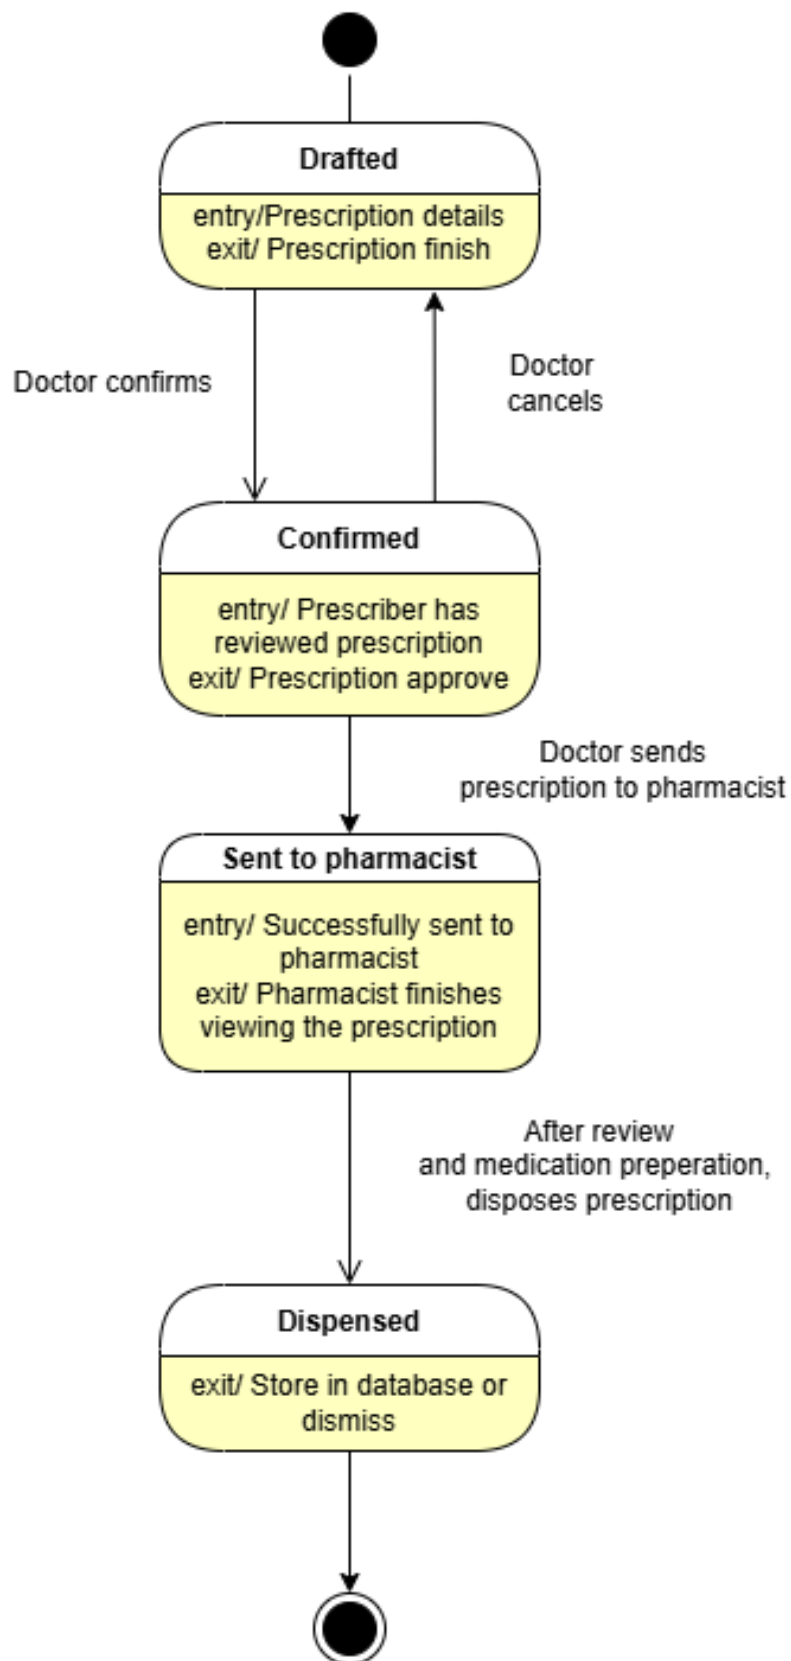 Drafted
entry/Prescription details
exit/ Prescription finish
Doctor confirms
Doctor
cancels
Confirmed
entry/ Prescriber has
reviewed prescription
exit/ Prescription approve
Doctor sends
prescription to pharmacist
Sent to pharmacist
entry/ Successfully sent to
pharmacist
exit/ Pharmacist finishes
viewing the prescription
After review
and medication preperation,
disposes prescription
Dispensed
exit/ Store in database or
dismiss